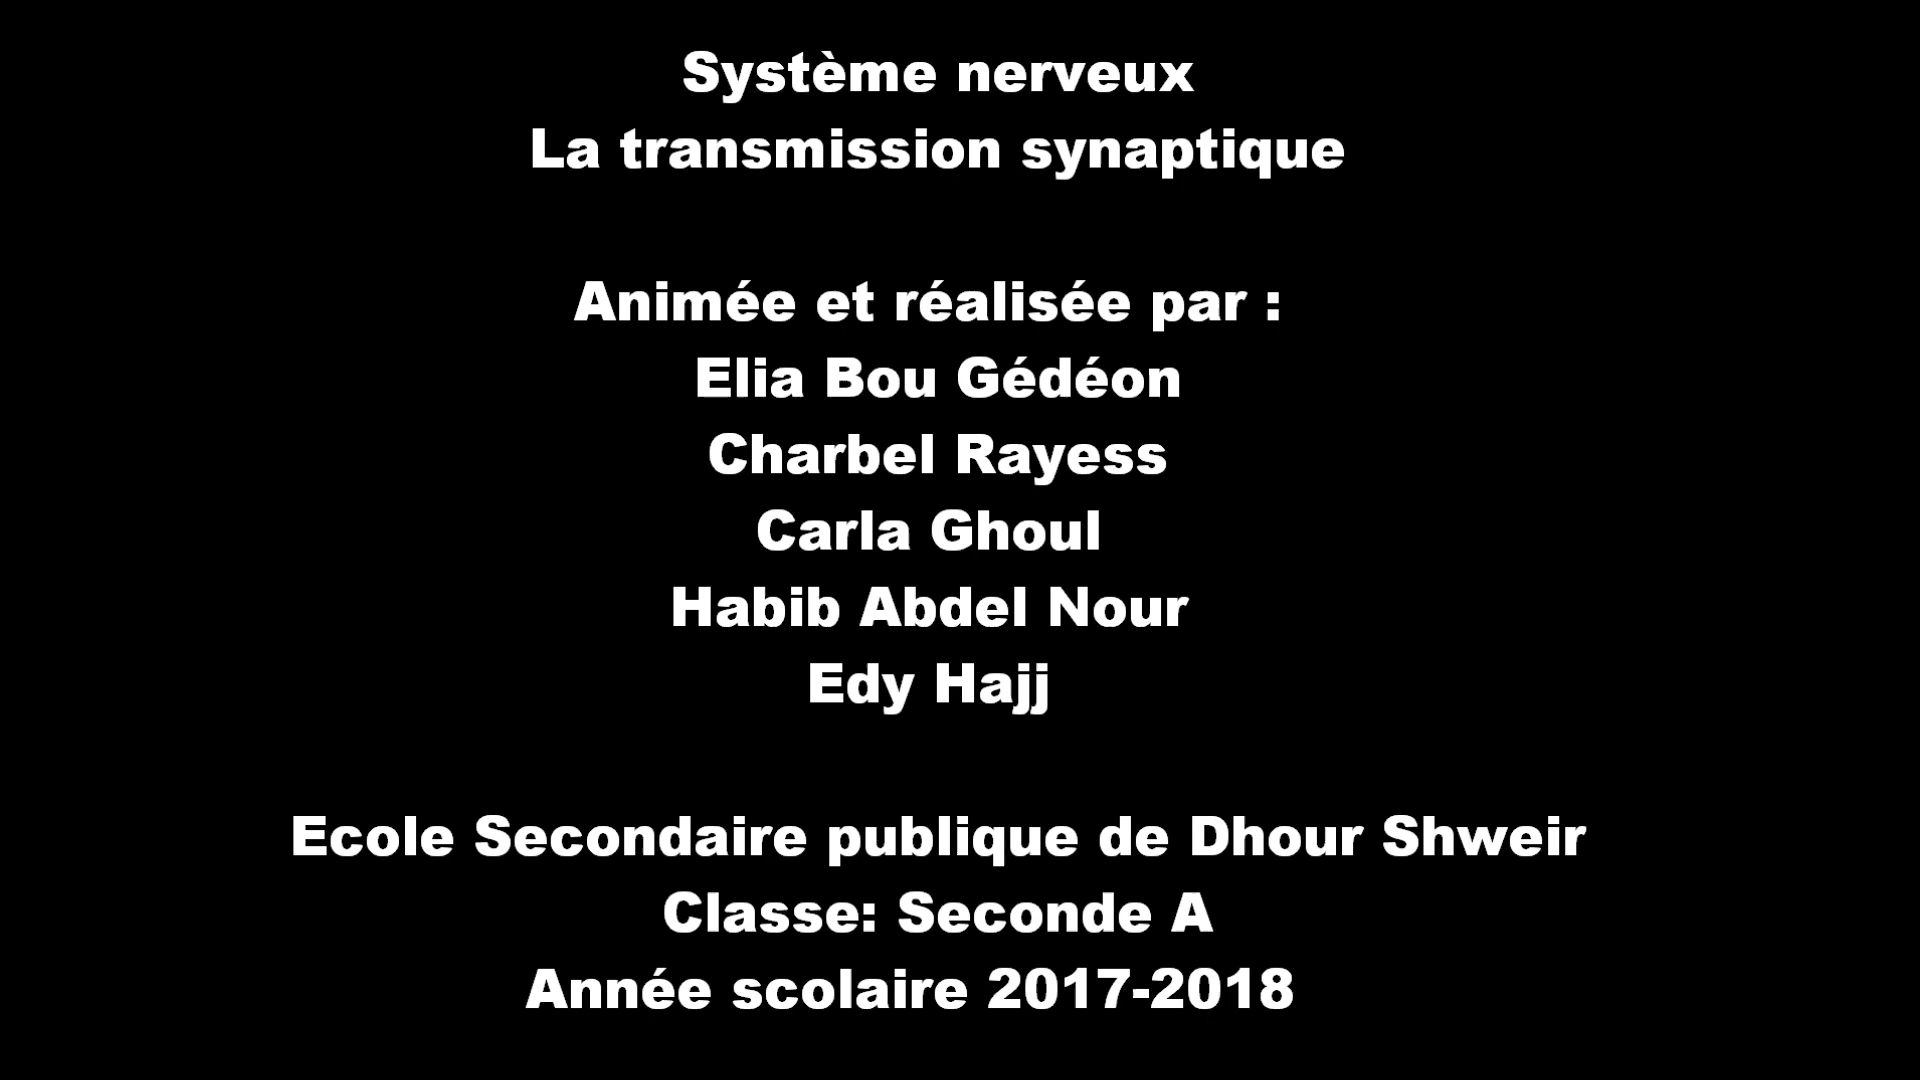 Système nerveux
La transmission synaptique
Animée et réalisée par :
Elia Bou Gédéon
Charbel Rayess
Carla Ghoul
Habib Abdel Nour
Edy Hajj
Ecole Secondaire publique de Dhour Shweir
Classe: Seconde A
Année scolaire 2017-2018